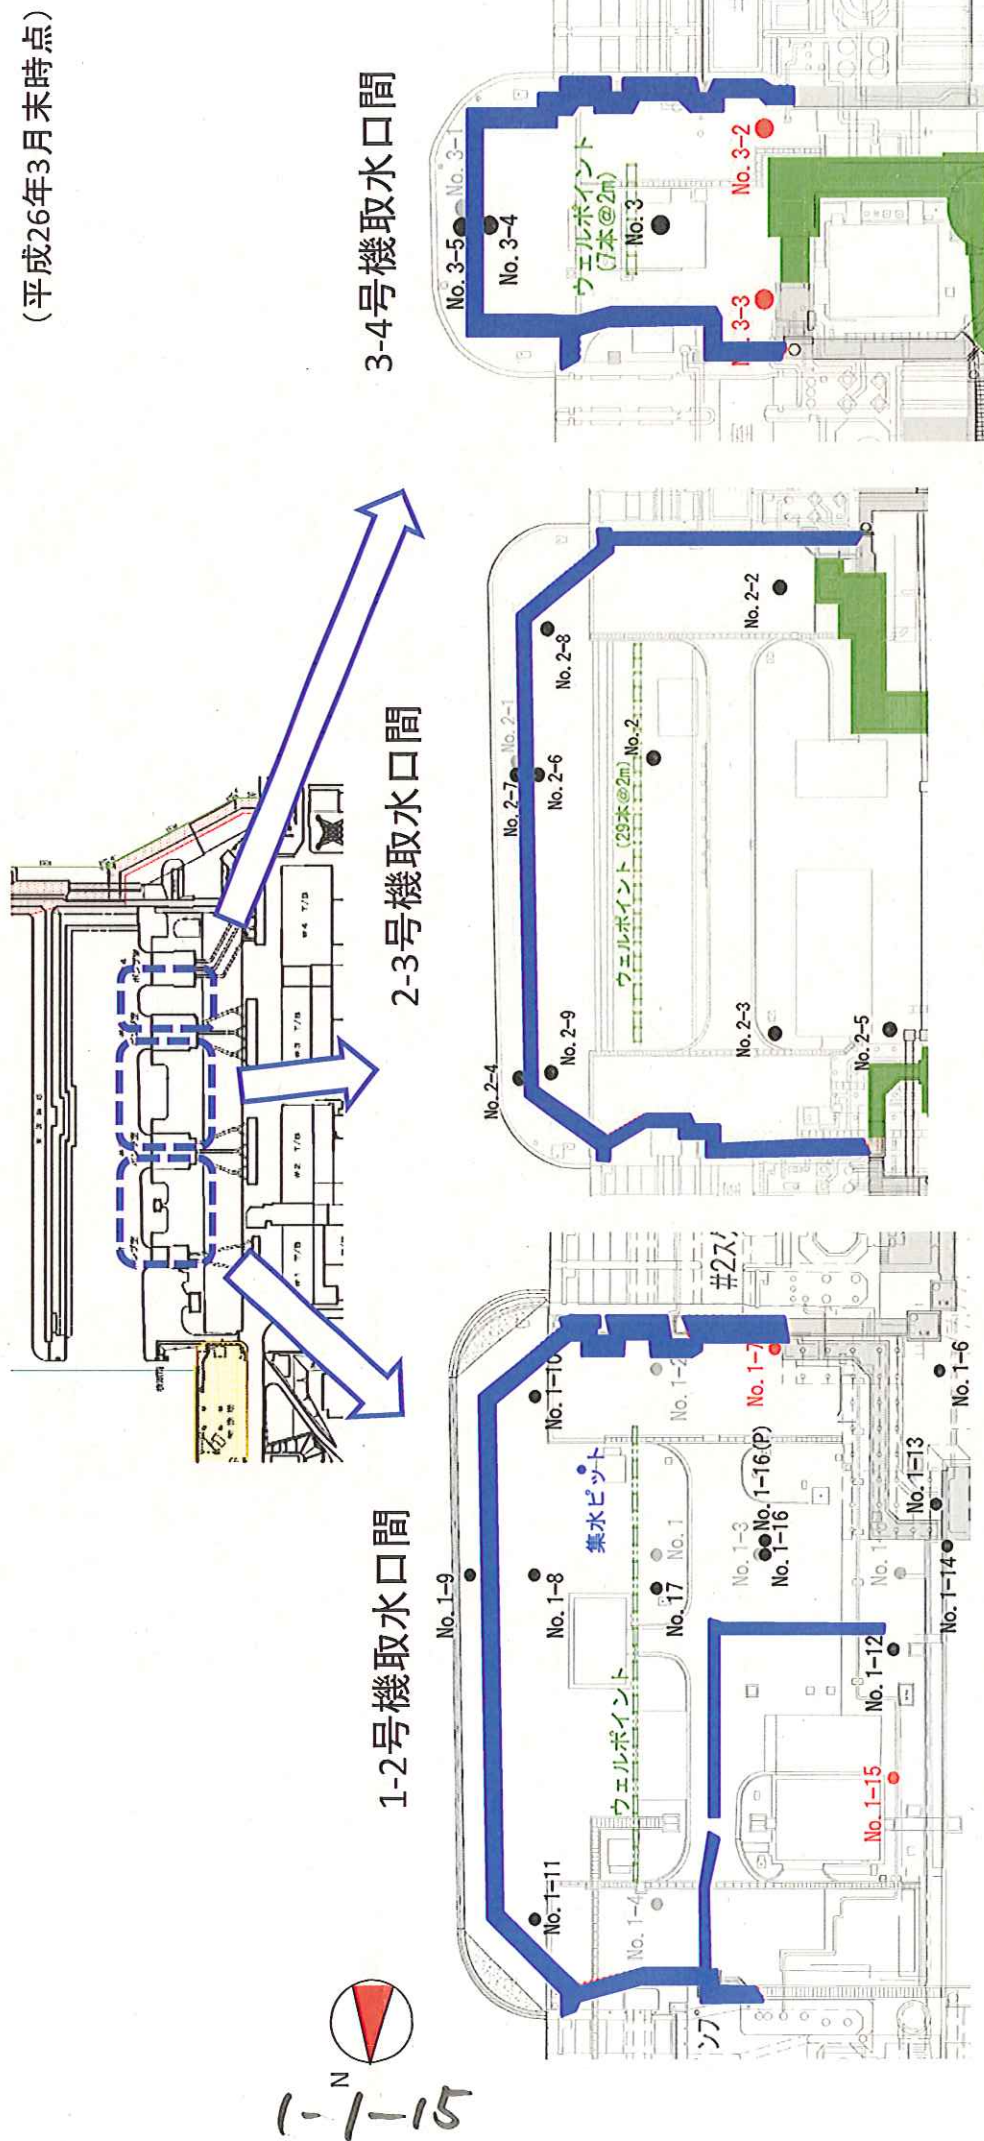 (平成26年3月末時点)
1-2号機取水口間
2-3号機取水口間
3-4号機取水口間
N
1-1-15
#1 T/B
#2 T/B
#3 T/B
#4 T/B
No. 1-9
No. 1-11
No. 1-8
No. 1-10
集水ピット
ウェルポイント
No. 1-4
No. 17
No. 1
No. 1-2
No. 1-3
No. 1-16(P)
No. 1-16
No. 1-7
#2ス
ンプ
No. 1-15
No. 1-12
No. 1
No. 1-14
No. 1-13
No. 1-6
No. 2-4
No. 2-7
No. 2-1
No. 2-9
No. 2-6
No. 2-8
ウェルポイント (29本@2m)
No. 2
No. 2-3
No. 2-2
No. 2-5
No. 3-5
No. 3-1
No. 3-4
ウェルポイント
(7本@2m)
No. 3
3-3
No. 3-2